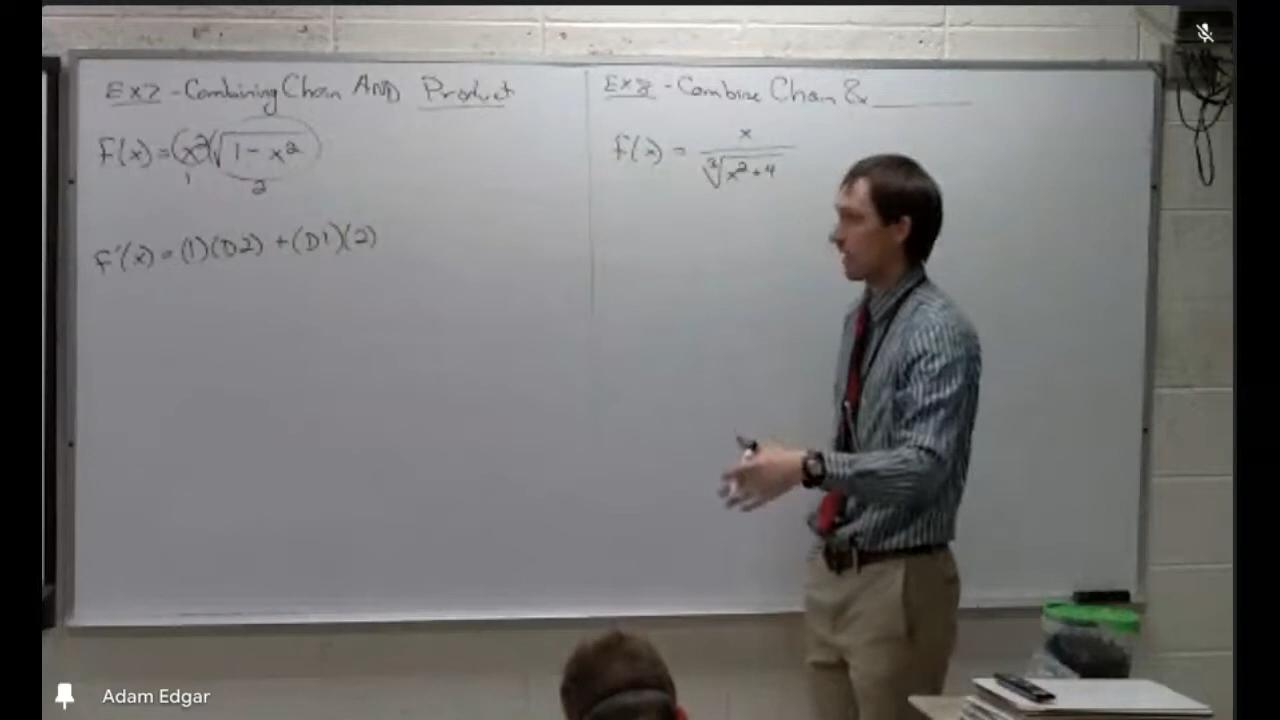 Ex7 - Combining Chain AND Product
f(x) = (x²)(√1 - x²)
1 2
f'(x) = (1)(D2) + (D1)(2)
Ex8 - Combine Chain & ______
f(x) = x / ∛x² + 4
Adam Edgar